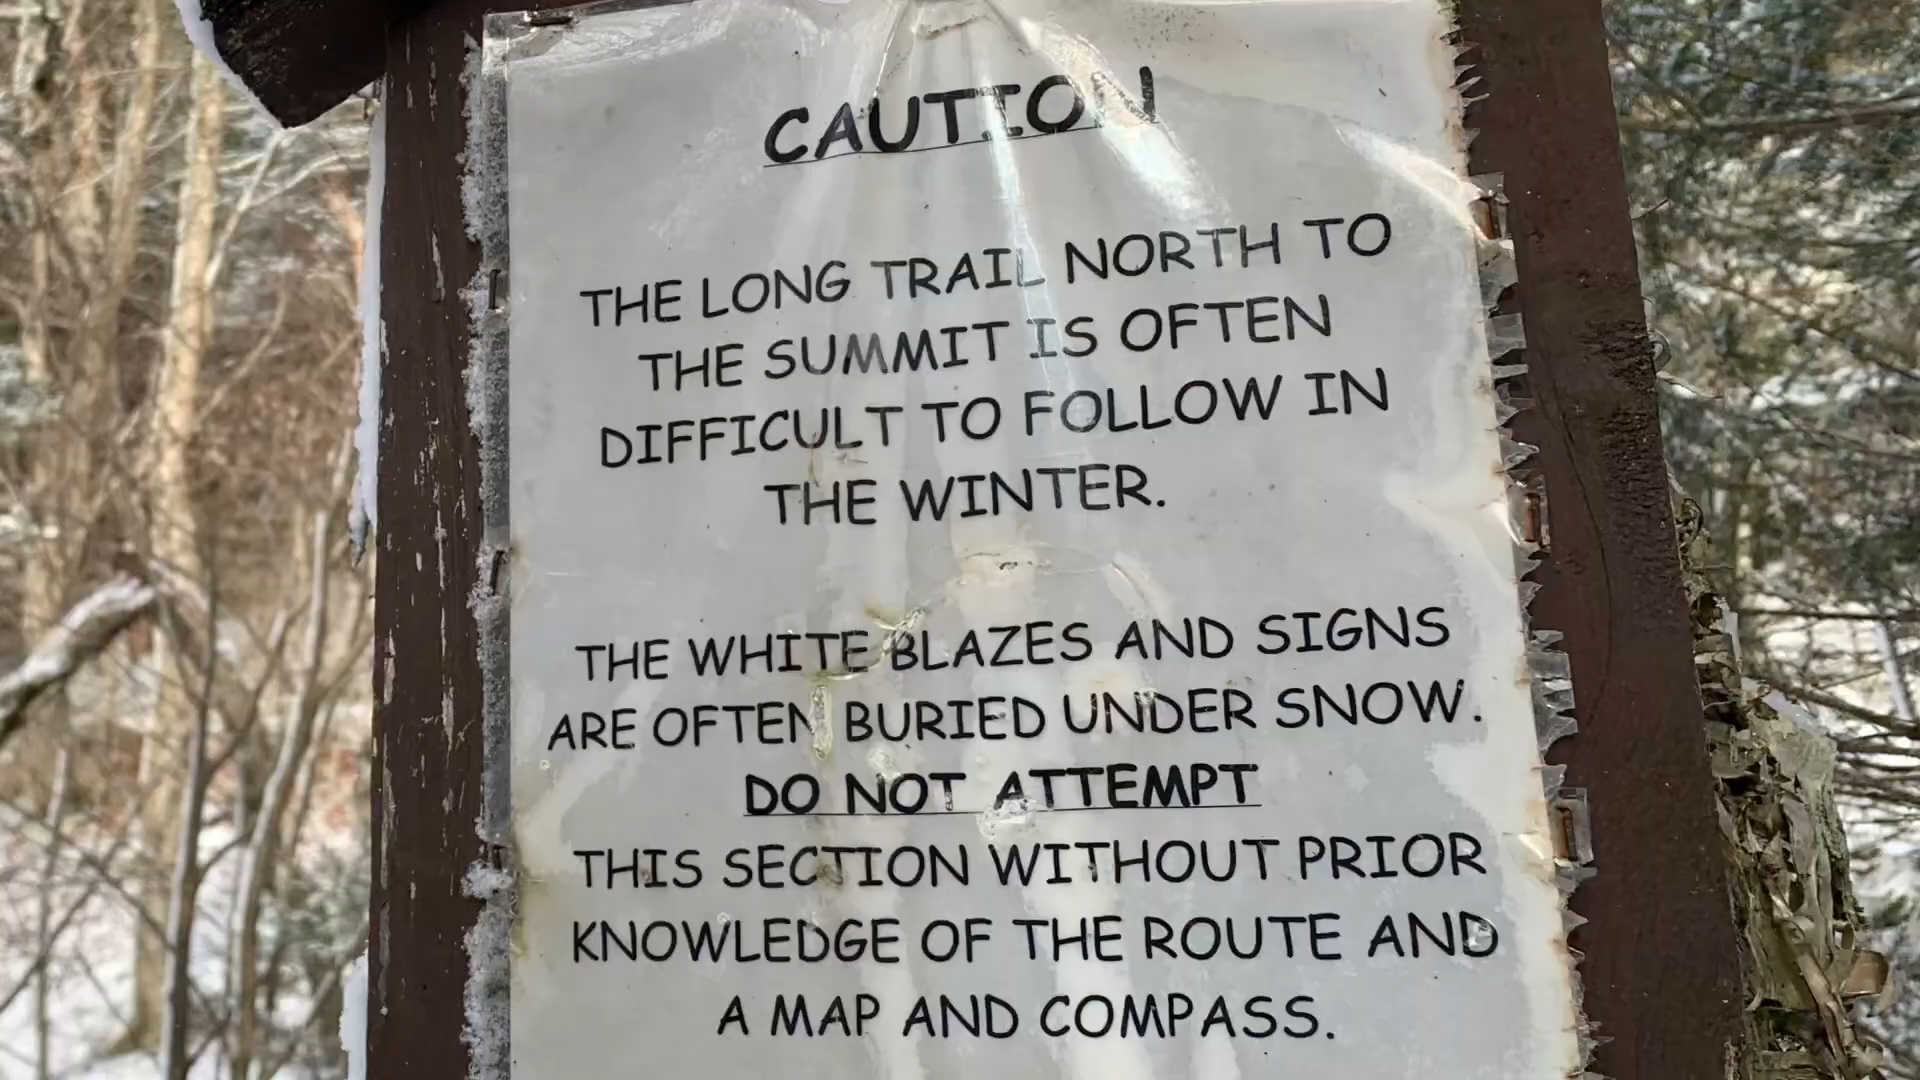 CAUTION
THE LONG TRAIL NORTH TO
THE SUMMIT IS OFTEN
DIFFICULT TO FOLLOW IN
THE WINTER.
THE WHITE BLAZES AND SIGNS
ARE OFTEN BURIED UNDER SNOW.
DO NOT ATTEMPT
THIS SECTION WITHOUT PRIOR
KNOWLEDGE OF THE ROUTE AND
A MAP AND COMPASS.